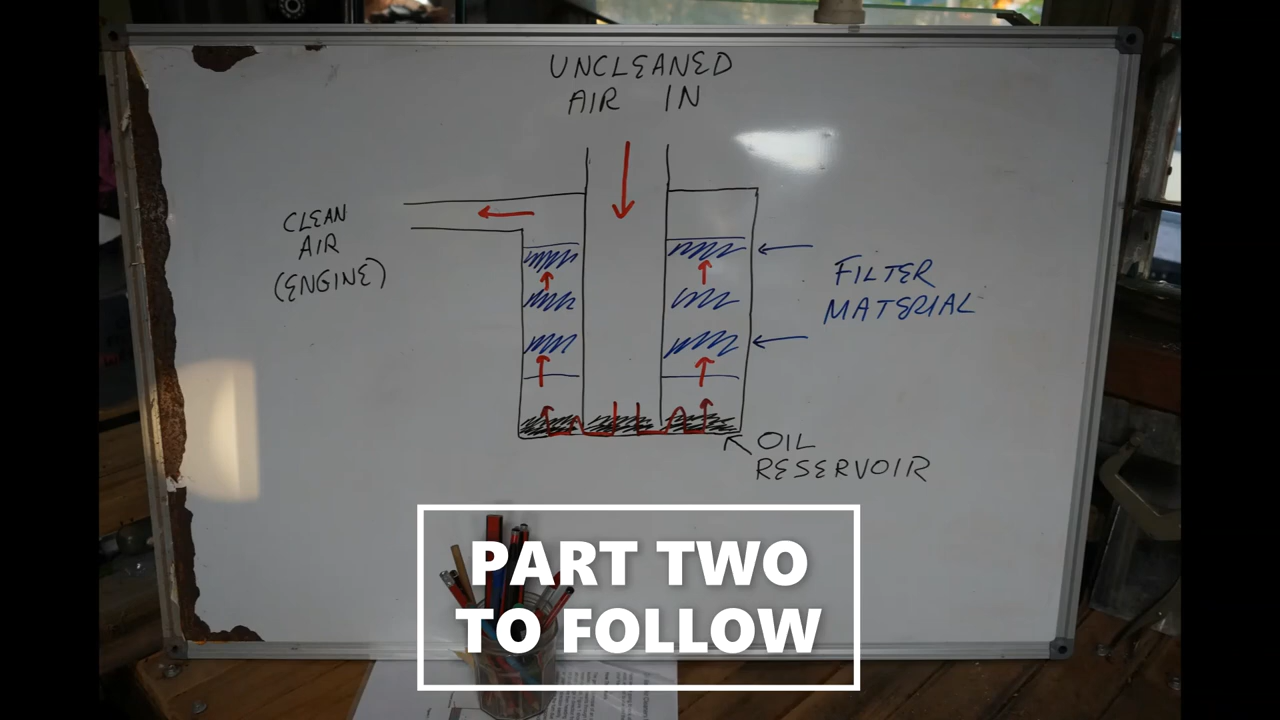 UNCLEANED
AIR IN
CLEAN
AIR
(ENGINE)
FILTER
MATERIAL
OIL
RESERVOIR
PART TWO
TO FOLLOW